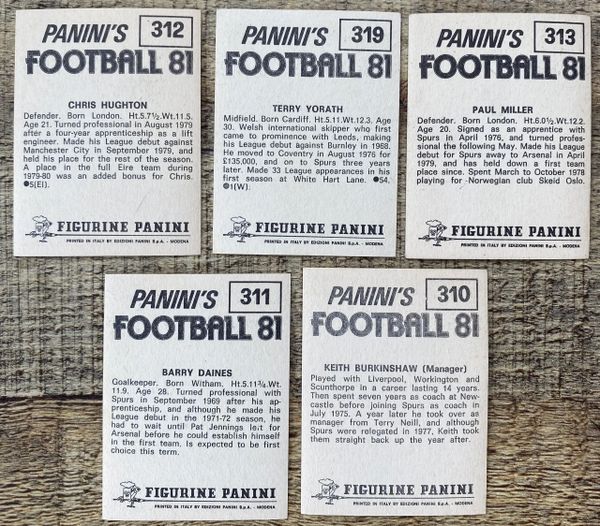 PANINI'S 312
FOOTBALL 81
CHRIS HUGHTON
Defender. Born London. Ht.5.7½.Wt.11.5.
Age 21. Turned professional in August 1979
after a four-year apprenticeship as a lift
engineer. Made his League debut against
Manchester City in September 1979, and
held his place for the rest of the season.
A place in the full Eire team during
1979-80 was an added bonus for Chris.
●5(EI).
FIGURINE PANINI
PRINTED IN ITALY BY EDIZIONI PANINI S.p.A. - MODENA
PANINI'S 319
FOOTBALL 81
TERRY YORATH
Midfield. Born Cardiff. Ht.5.11.Wt.12.3. Age
30. Welsh international skipper who first
came to prominence with Leeds, making
his League debut against Burnley in 1968.
He moved to Coventry in August 1976 for
£135,000, and on to Spurs three years
later. Made 33 League appearances in his
first season at White Hart Lane. ●54.
1(W).
FIGURINE PANINI
PRINTED IN ITALY BY EDIZIONI PANINI S.p.A. - MODENA
PANINI'S 313
FOOTBALL 81
PAUL MILLER
Defender. Born London. Ht.6.0½.Wt.12.2.
Age 20. Signed as an apprentice with
Spurs in April 1976, and turned profes-
sional the following May. Made his League
debut for Spurs away to Arsenal in April
1979, and has held down a first team
place since. Spent March to October 1978
playing for Norwegian club Skeid Oslo.
FIGURINE PANINI
PRINTED IN ITALY BY EDIZIONI PANINI S.p.A. - MODENA
PANINI'S 311
FOOTBALL 81
BARRY DAINES
Goalkeeper. Born Witham. Ht.5.11¾.Wt.
11.9. Age 28. Turned professional with
Spurs in September 1969 after his ap-
prenticeship, and although he made his
League debut in the 1971-72 season, he
had to wait until Pat Jennings left for
Arsenal before he could establish himself
in the first team. Is expected to be first
choice this term.
FIGURINE PANINI
PRINTED IN ITALY BY EDIZIONI PANINI S.p.A. - MODENA
PANINI'S 310
FOOTBALL 81
KEITH BURKINSHAW (Manager)
Played with Liverpool, Workington and
Scunthorpe in a career lasting 14 years.
Then spent seven years as coach at New-
castle before joining Spurs as coach in
July 1975. A year later he took over as
manager from Terry Neill, and although
Spurs were relegated in 1977, Keith took
them straight back up the year after.
FIGURINE PANINI
PRINTED IN ITALY BY EDIZIONI PANINI S.p.A. - MODENA